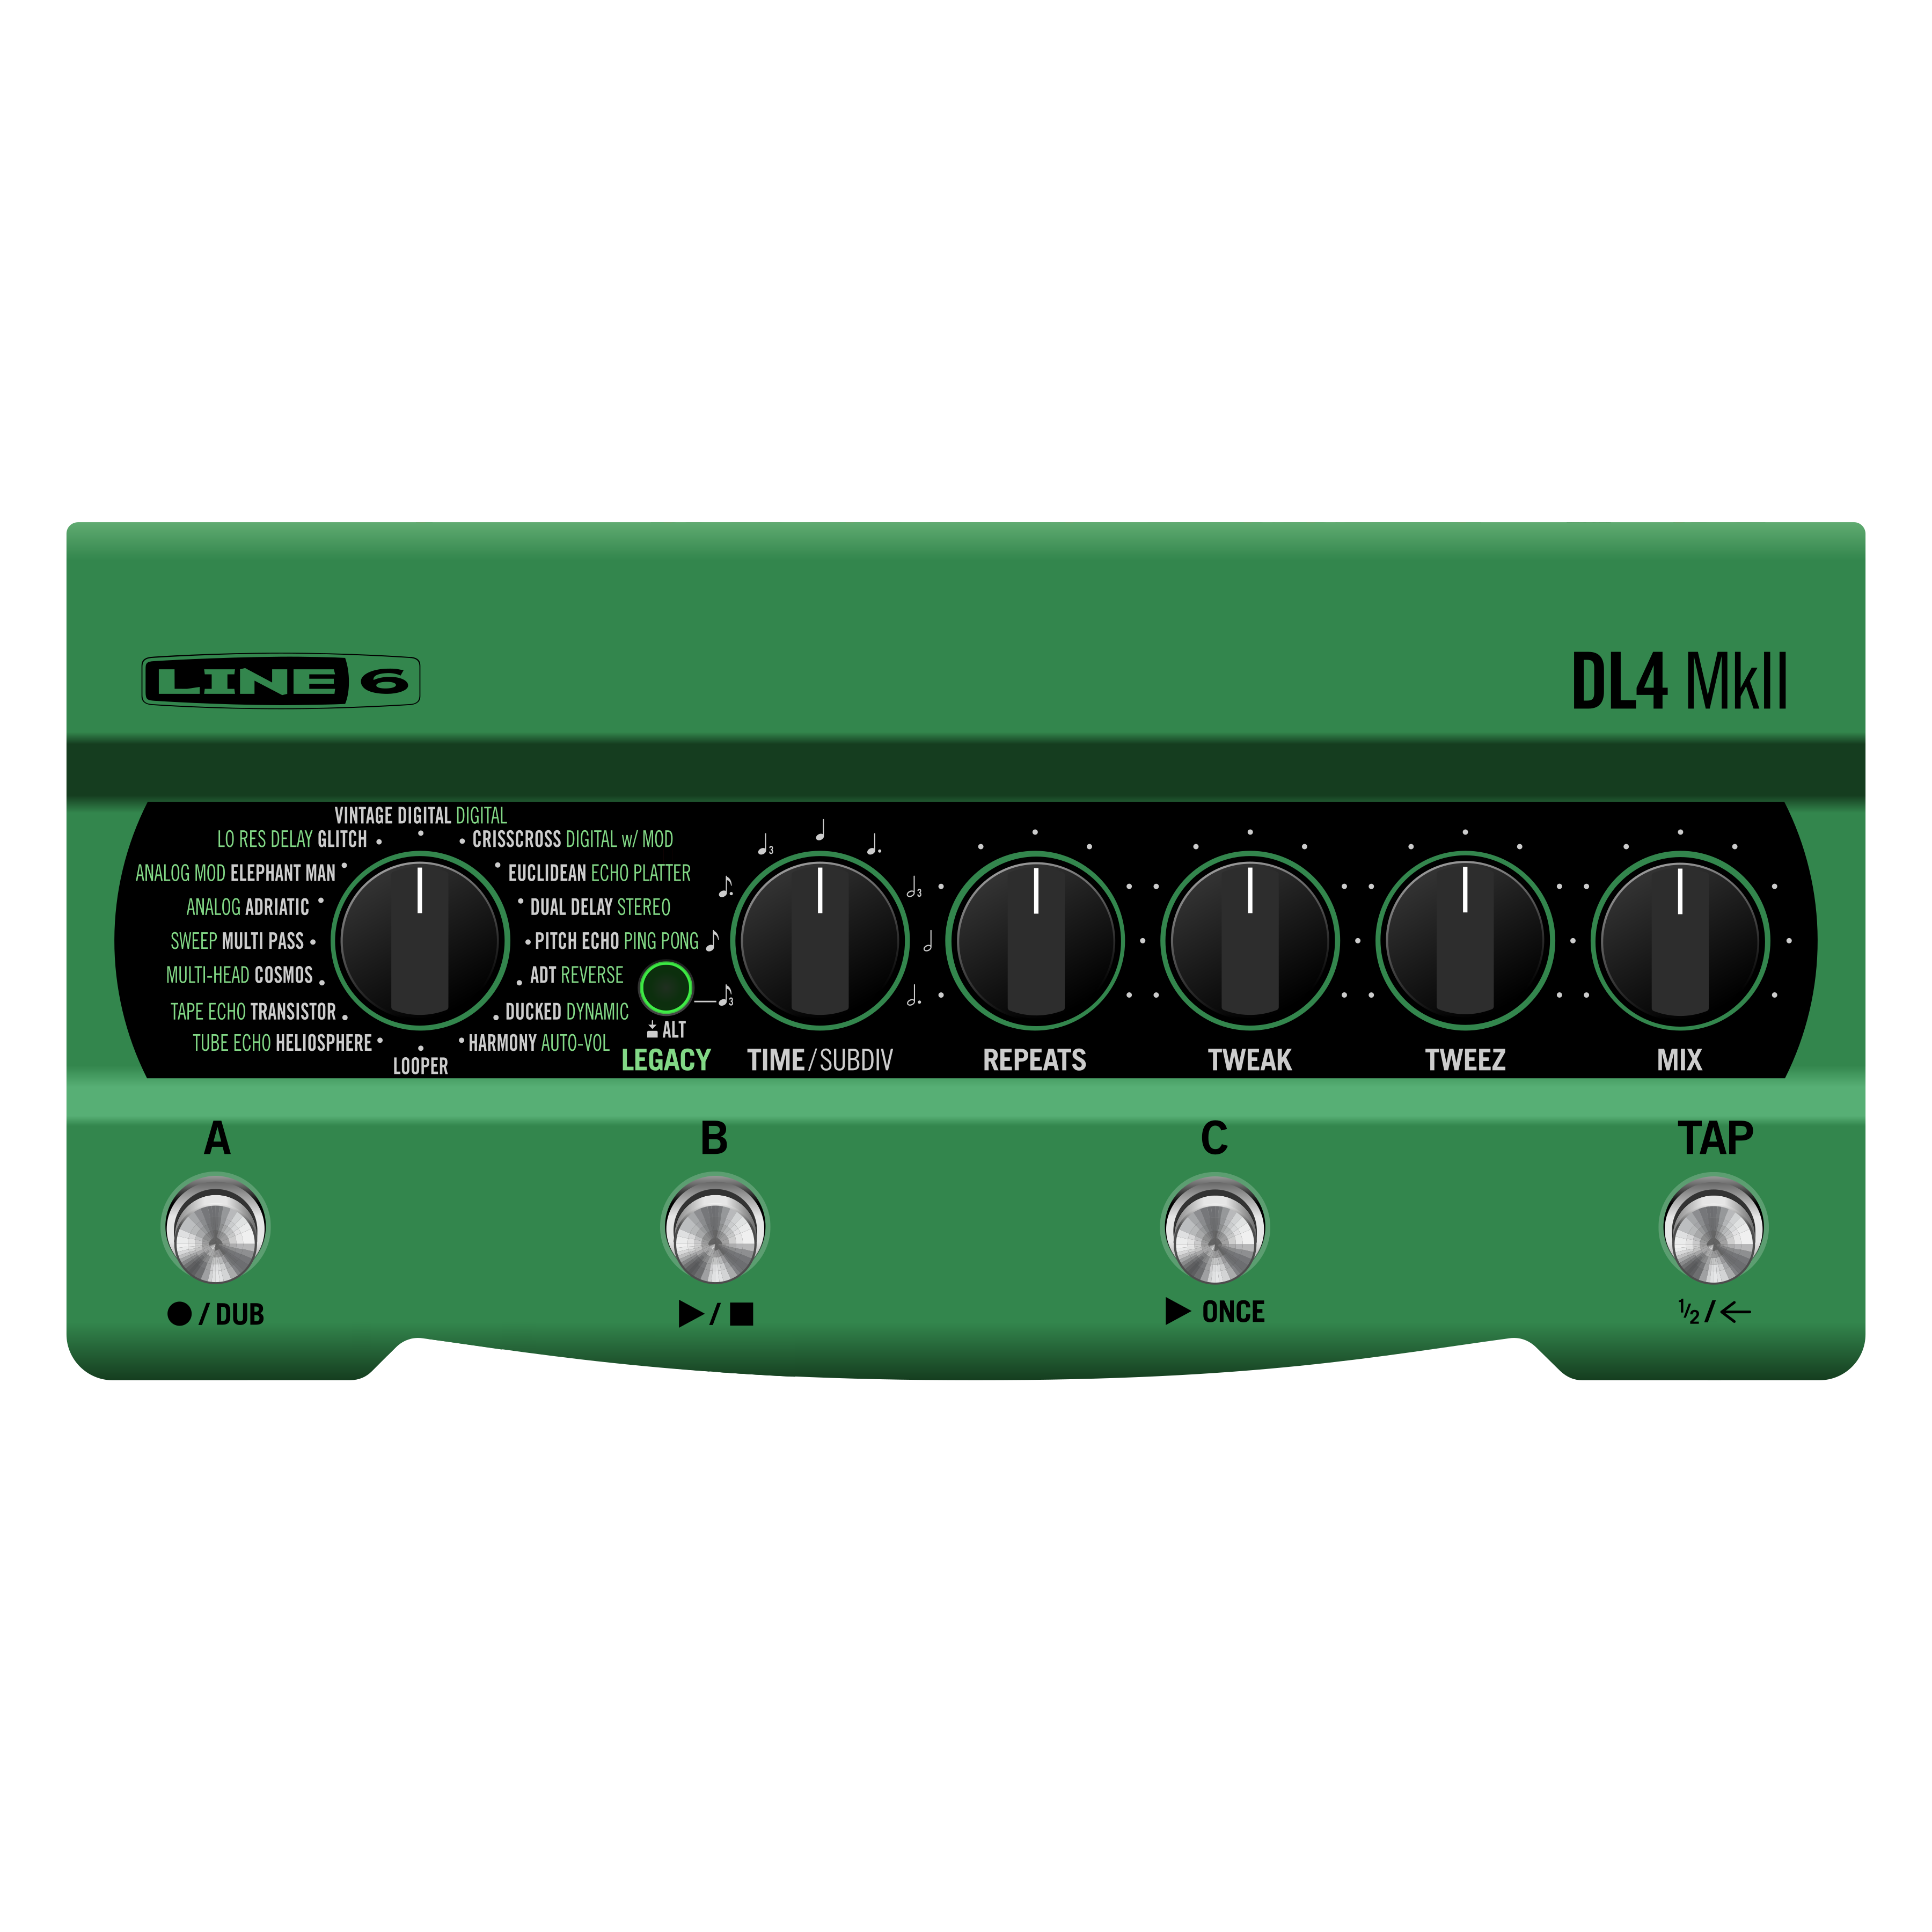 LINE 6
DL4 MkII
VINTAGE DIGITAL DIGITAL
LO RES DELAY GLITCH
CRISSCROSS DIGITAL w/ MOD
ANALOG MOD ELEPHANT MAN
EUCLIDEAN ECHO PLATTER
ANALOG ADRIATIC
DUAL DELAY STEREO
SWEEP MULTI PASS
PITCH ECHO PING PONG
MULTI-HEAD COSMOS
ADT REVERSE
TAPE ECHO TRANSISTOR
DUCKED DYNAMIC
TUBE ECHO HELIOSPHERE
HARMONY AUTO-VOL
LOOPER
ALT
LEGACY
3
3
3
TIME/SUBDIV
REPEATS
TWEAK
TWEEZ
MIX
A
B
C
TAP
●/ DUB
▶/■
▶ ONCE
1/2/←